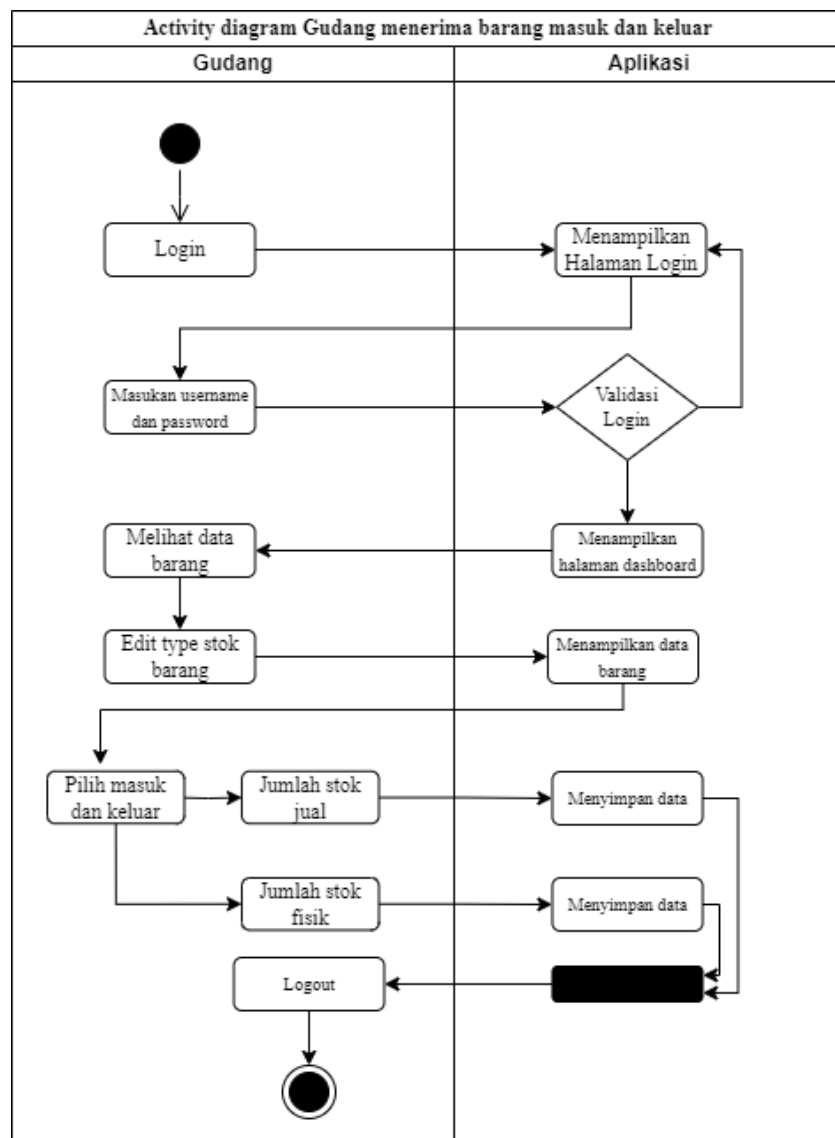 Activity diagram Gudang menerima barang masuk dan keluar
Gudang
Aplikasi
Login
Menampilkan
Halaman Login
Masukan username
dan password
Validasi
Login
Melihat data
barang
Menampilkan
halaman dashboard
Edit type stok
barang
Menampilkan data
barang
Pilih masuk
dan keluar
Jumlah stok
jual
Menyimpan data
Jumlah stok
fisik
Menyimpan data
Logout